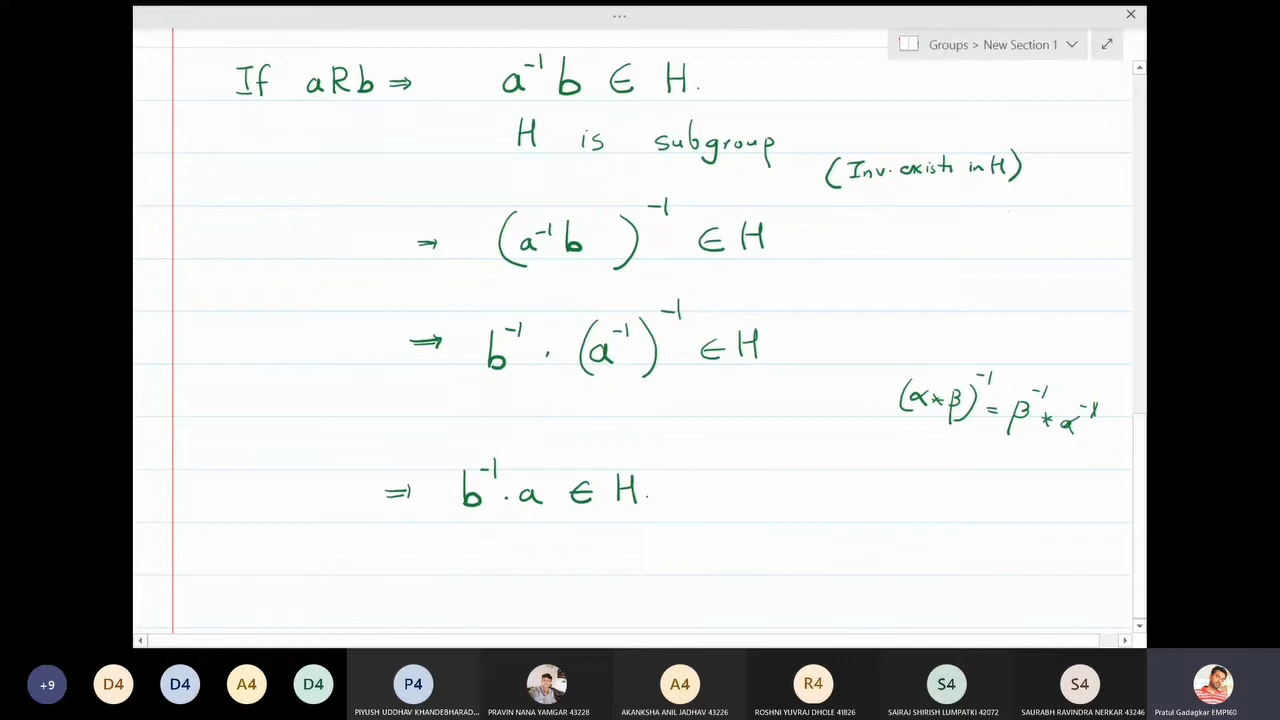 Groups > New Section 1
If aRb ⇒ a⁻¹b ∈ H.
H is subgroup
(Inv. exists in H)
⇒ (a⁻¹b)⁻¹ ∈ H
⇒ b⁻¹ · (a⁻¹)⁻¹ ∈ H
(α * β)⁻¹ = β⁻¹ * α⁻¹
⇒ b⁻¹ · a ∈ H.
+9 D4 D4 A4 D4 P4 A4 R4 S4 S4
PIYUSH UDDHAV KHANDEBHARAD... PRAVIN NANA YAMGAR 43228 AKANKSHA ANIL JADHAV 43226 ROSHNI YUVRAJ DHOLE 41826 SAIRAJ SHIRISH LUMPATKI 42072 SAURABH RAVINDRA NERKAR 43246 Pratul Gadagkar EMP160